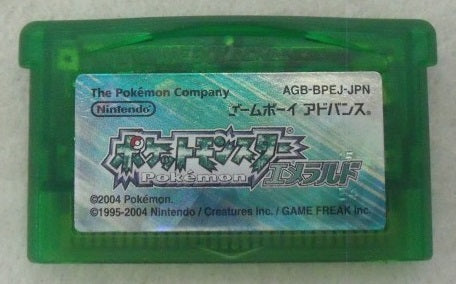 The Pokémon Company AGB-BPEJ-JPN
Nintendo ゲームボーイ アドバンス®
ポケットモンスター
POKéMON エメラルド
©2004 Pokémon.
©1995-2004 Nintendo / Creatures inc. / GAME FREAK inc.